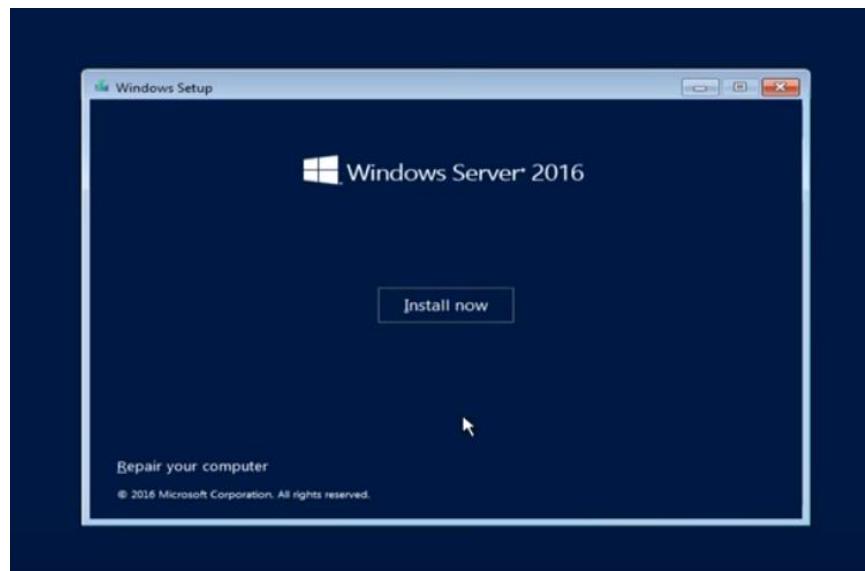 Windows Setup
Windows Server 2016
Install now
Repair your computer
© 2016 Microsoft Corporation. All rights reserved.